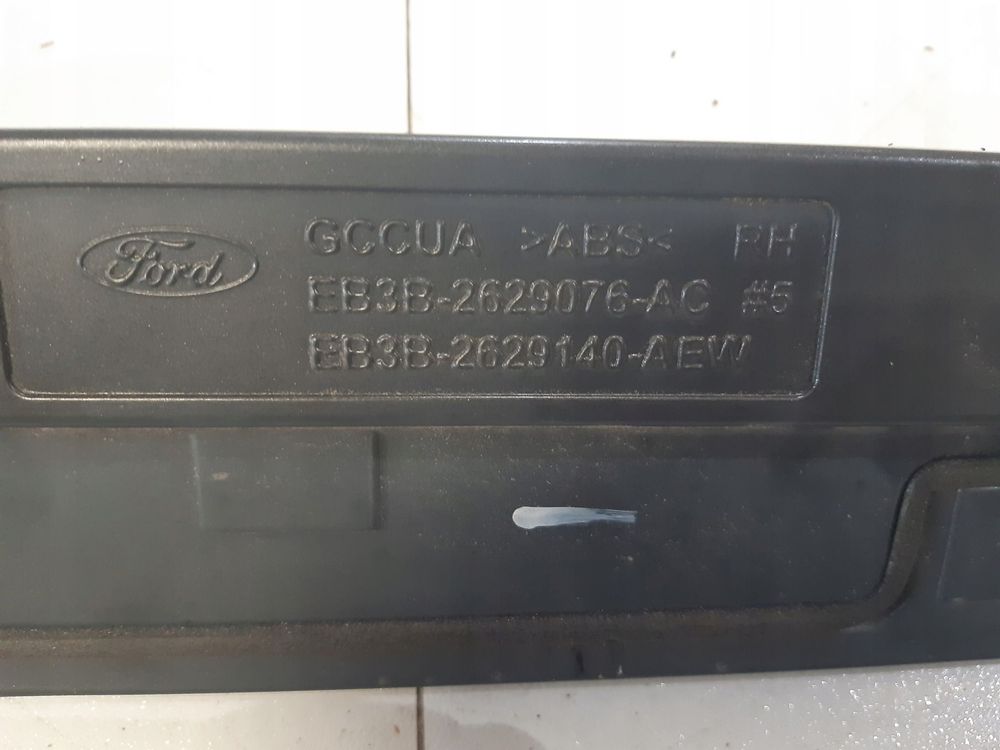 Ford
GCCUA >ABS< RH
EB3B-2629076-AC #5
EB3B-2629140-AEW